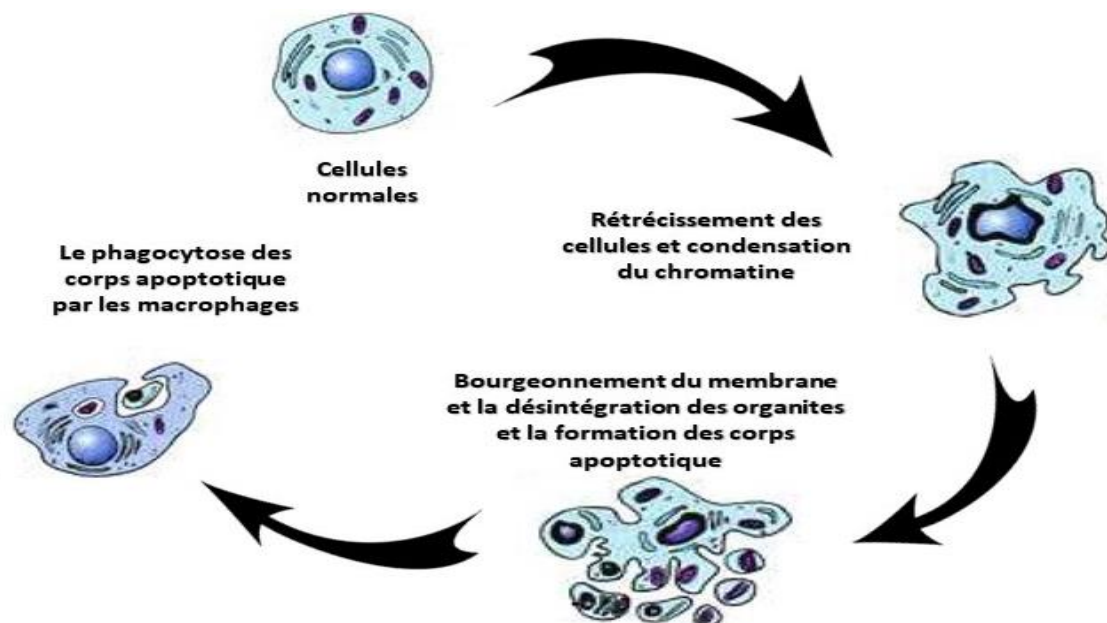 Cellules
normales
Rétrécissement des
cellules et condensation
du chromatine
Bourgeonnement du membrane
et la désintégration des organites
et la formation des corps
apoptotique
Le phagocytose des
corps apoptotique
par les macrophages